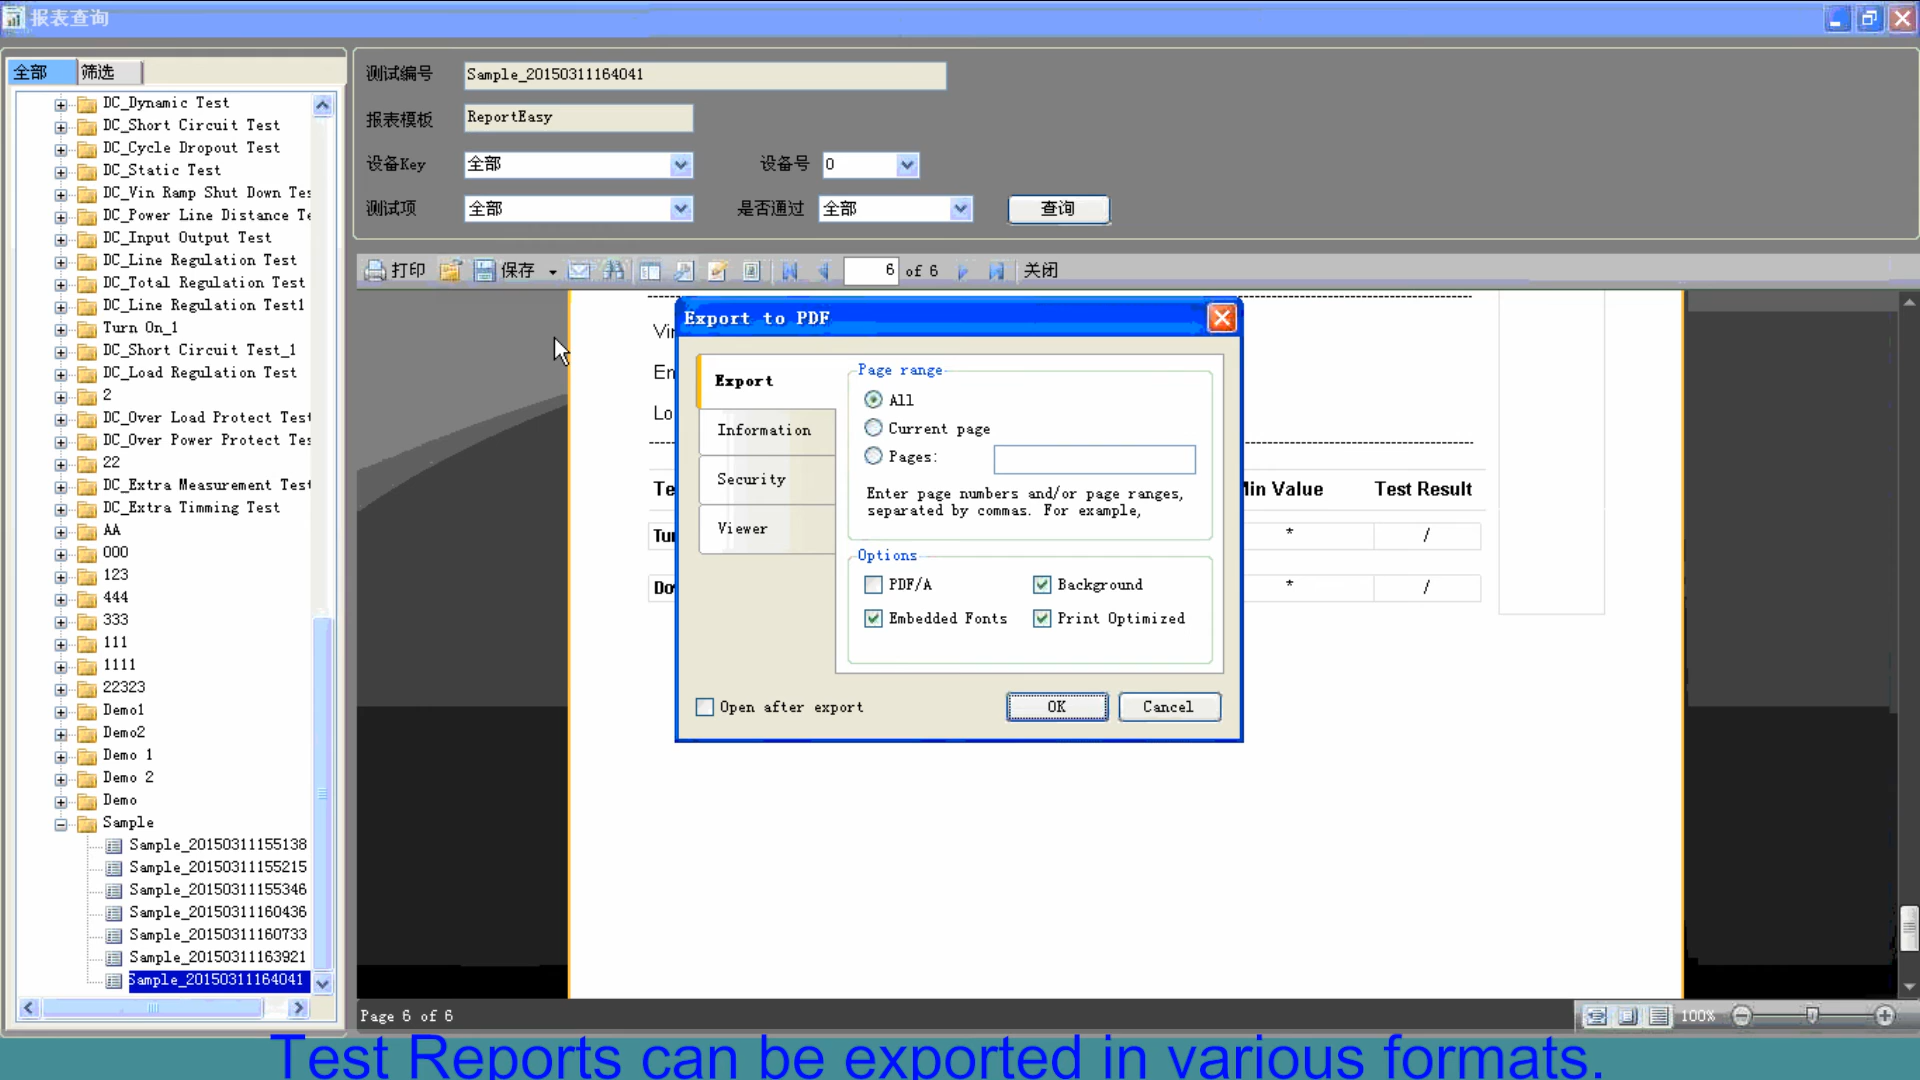 报表查询
全部 筛选
DC_Dynamic Test
DC_Short Circuit Test
DC_Cycle Dropout Test
DC_Static Test
DC_Vin Ramp Shut Down Tes
DC_Power Line Distance Te
DC_Input Output Test
DC_Line Regulation Test
DC_Total Regulation Test
DC_Line Regulation Test1
Turn On_1
DC_Short Circuit Test_1
DC_Load Regulation Test
2
DC_Over Load Protect Test
DC_Over Power Protect Tes
22
DC_Extra Measurement Test
DC_Extra Timming Test
AA
000
123
444
333
111
1111
22323
Demo1
Demo2
Demo 1
Demo 2
Demo
Sample
Sample_20150311155138
Sample_20150311155215
Sample_20150311155346
Sample_20150311160436
Sample_20150311160733
Sample_20150311163921
Sample_20150311164041
测试编号 Sample_20150311164041
报表模板 ReportEasy
设备Key 全部 设备号 0
测试项 全部 是否通过 全部 查询
打印 保存 6 of 6 关闭
Vin
En
Lo
Te Min Value Test Result
Tu * /
Do * /
Export to PDF
Export
Information
Security
Viewer
Page range
All
Current page
Pages:
Enter page numbers and/or page ranges,
separated by commas. For example,
Options
PDF/A Background
Embedded Fonts Print Optimized
Open after export OK Cancel
Page 6 of 6 100%
Test Reports can be exported in various formats.